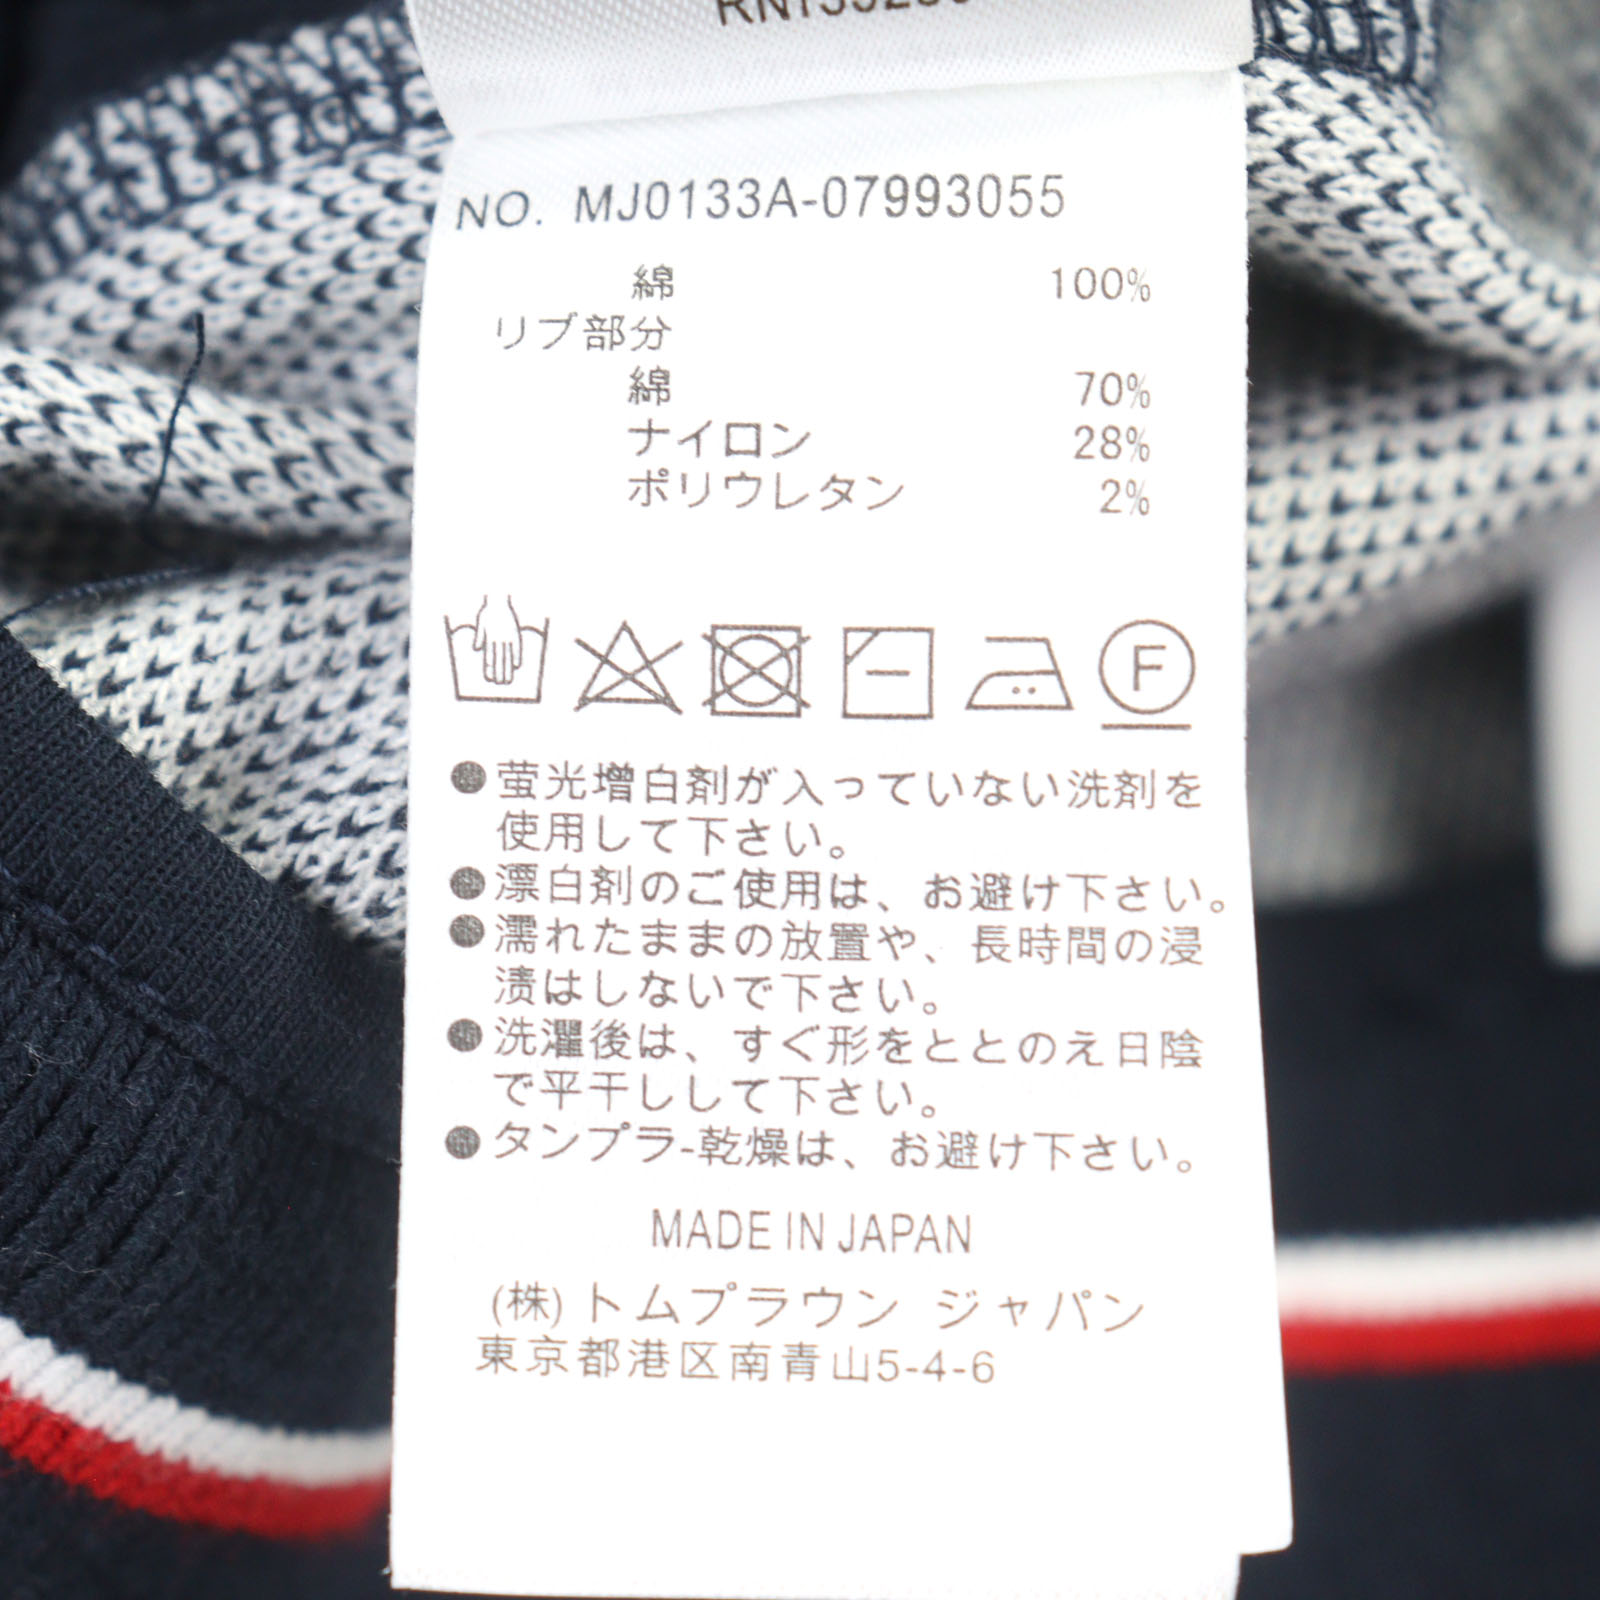 NO. MJ0133A-07993055
綿 100%
リブ部分
綿 70%
ナイロン 28%
ポリウレタン 2%
F
●蛍光増白剤が入っていない洗剤を
使用して下さい。
●漂白剤のご使用は、お避け下さい。
●濡れたままの放置や、長時間の浸
漬はしないで下さい。
●洗濯後は、すぐ形をととのえ日陰
で平干しして下さい。
●タンブラ-乾燥は、お避け下さい。
MADE IN JAPAN
(株)トムブラウン ジャパン
東京都港区南青山5-4-6